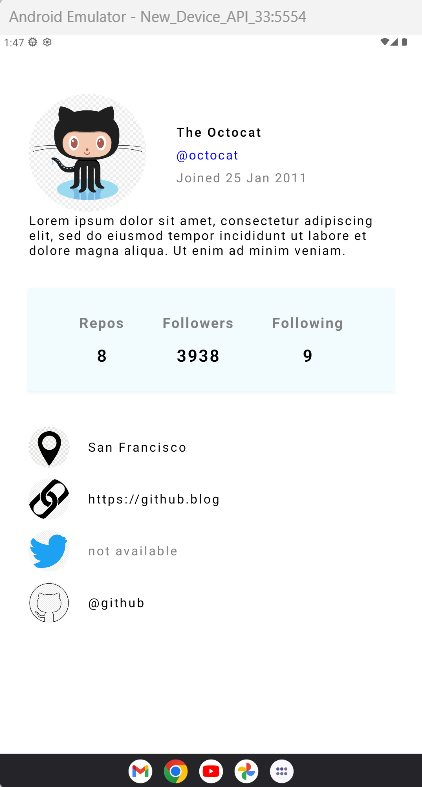 Android Emulator - New_Device_API_33:5554
1:47
The Octocat
@octocat
Joined 25 Jan 2011
Lorem ipsum dolor sit amet, consectetur adipiscing
elit, sed do eiusmod tempor incididunt ut labore et
dolore magna aliqua. Ut enim ad minim veniam.
Repos Followers Following
8 3938 9
San Francisco
https://github.blog
not available
@github